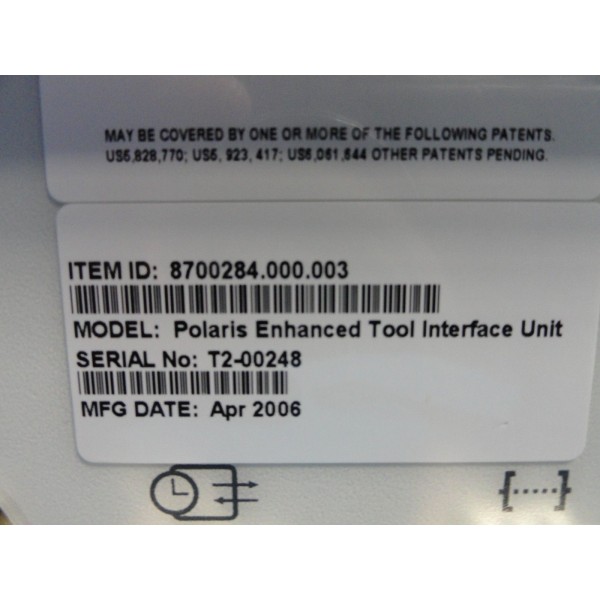 MAY BE COVERED BY ONE OR MORE OF THE FOLLOWING PATENTS.
US5,828,770; US5, 923, 417; US6,061,644 OTHER PATENTS PENDING.
ITEM ID: 8700284.000.003
MODEL: Polaris Enhanced Tool Interface Unit
SERIAL No: T2-00248
MFG DATE: Apr 2006